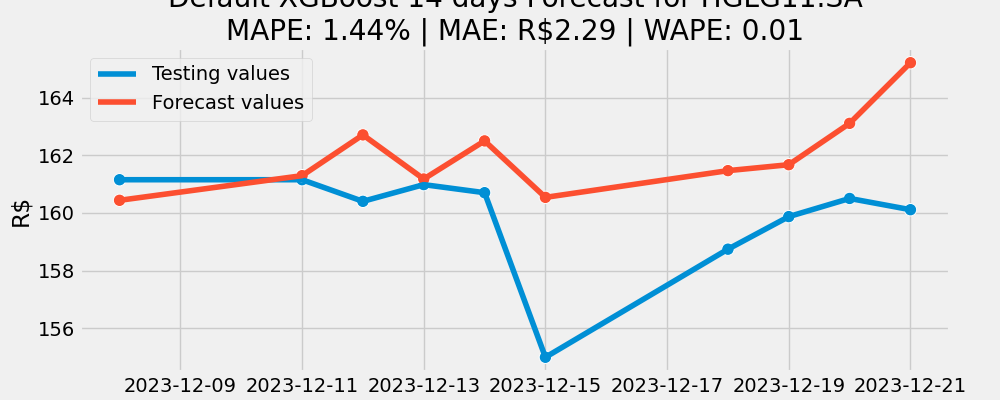 Default XGBoost 14 days Forecast for HGLG11.SA
MAPE: 1.44% | MAE: R$2.29 | WAPE: 0.01
Testing values
Forecast values
R$
164
162
160
158
156
2023-12-09 2023-12-11 2023-12-13 2023-12-15 2023-12-17 2023-12-19 2023-12-21